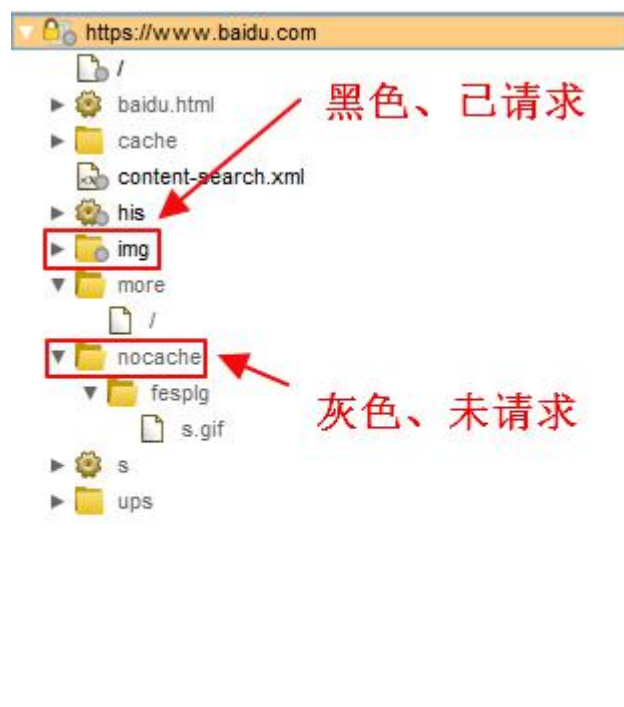 https://www.baidu.com
/
baidu.html
黑色、己请求
cache
content-search.xml
his
img
more
/
nocache
fesplg
灰色、未请求
s.gif
s
ups